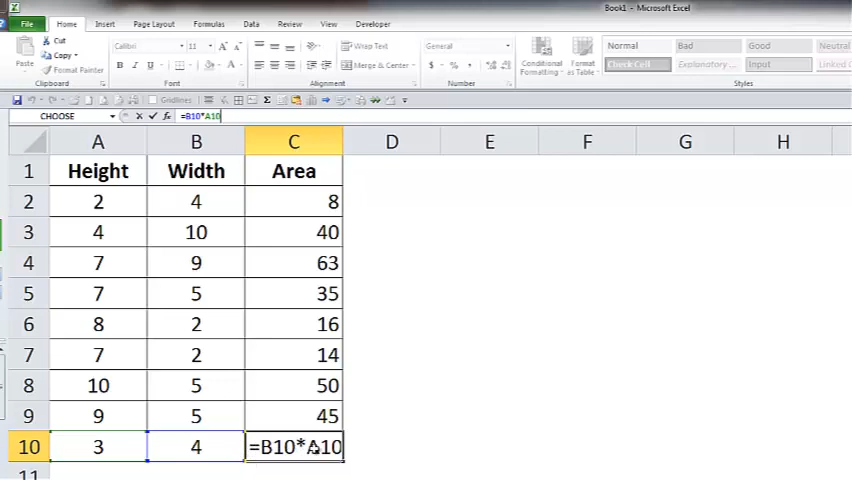 Book1 - Microsoft Excel
File Home Insert Page Layout Formulas Data Review View Developer
Cut
Copy
Format Painter
Paste
Calibri 11
Wrap Text
Merge & Center
General
Conditional Formatting
Format as Table
Normal Bad Good Neutral
Check Cell Explanatory ... Input Linked
Clipboard Font Alignment Number Styles
Gridlines
CHOOSE =B10*A10
A B C D E F G H
1 Height Width Area
2 2 4 8
3 4 10 40
4 7 9 63
5 7 5 35
6 8 2 16
7 7 2 14
8 10 5 50
9 9 5 45
10 3 4 =B10*A10
11